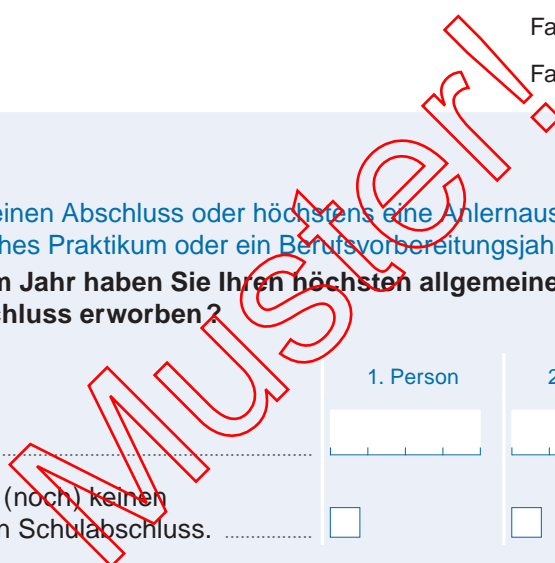 Fa
Fa
einen Abschluss oder höchstens eine Anlernaus
ches Praktikum oder ein Berufsvorbereitungsjah
m Jahr haben Sie Ihren höchsten allgemeine
chluss erworben ?
1. Person 2
(noch) keinen
n Schulabschluss.
Muster!